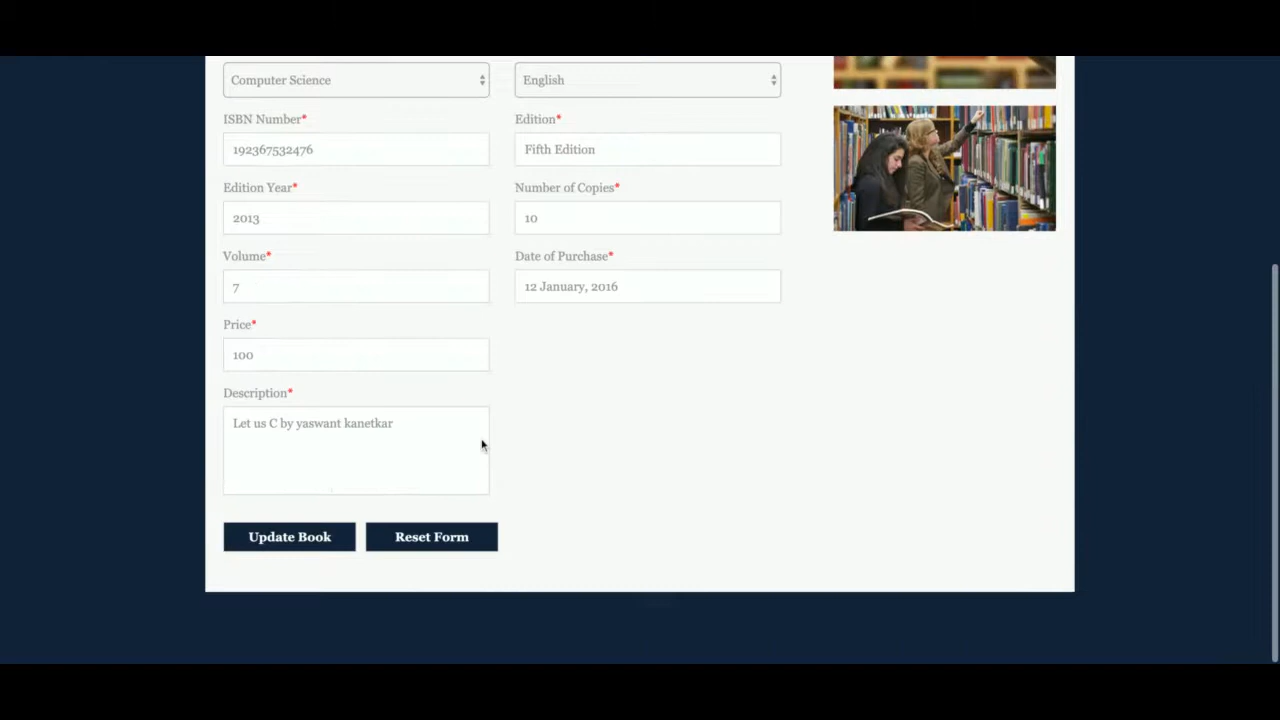 Computer Science
English
ISBN Number*
Edition*
192367532476
Fifth Edition
Edition Year*
Number of Copies*
2013
10
Volume*
Date of Purchase*
7
12 January, 2016
Price*
100
Description*
Let us C by yaswant kanetkar
Update Book
Reset Form